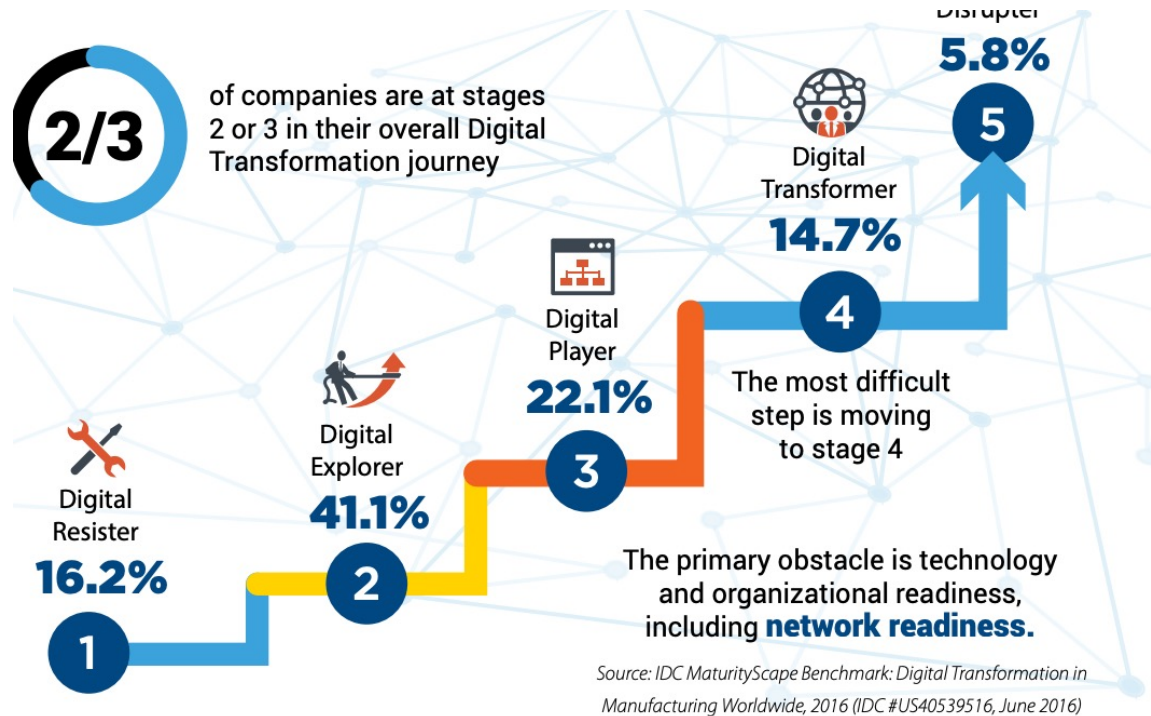 2/3
of companies are at stages
2 or 3 in their overall Digital
Transformation journey
Disrupter
5.8%
5
Digital
Transformer
14.7%
4
The most difficult
step is moving
to stage 4
Digital
Player
22.1%
3
Digital
Explorer
41.1%
2
Digital
Resister
16.2%
1
The primary obstacle is technology
and organizational readiness,
including network readiness.
Source: IDC MaturityScape Benchmark: Digital Transformation in
Manufacturing Worldwide, 2016 (IDC #US40539516, June 2016)